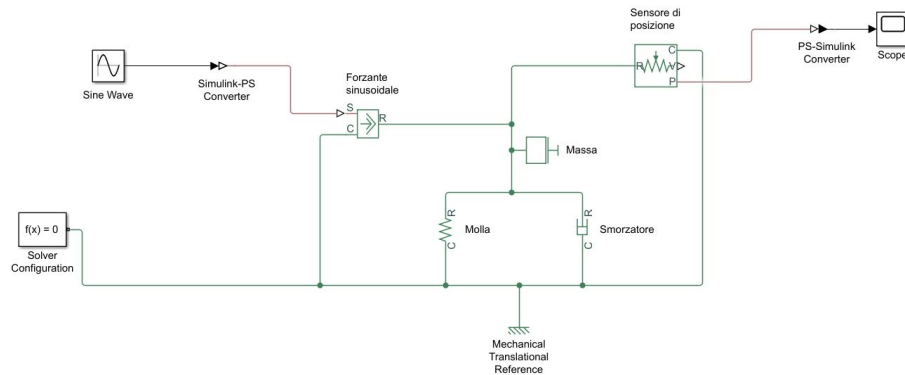 Sensore di
posizione
C
R
V
P
PS-Simulink
Converter
Scope
Sine Wave
Simulink-PS
Converter
Forzante
sinusoidale
S
R
C
Massa
R
Molla
C
R
Smorzatore
C
f(x) = 0
Solver
Configuration
Mechanical
Translational
Reference